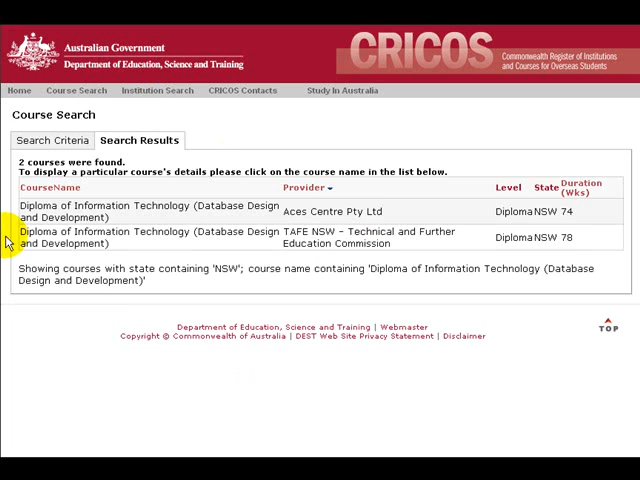 Australian Government
Department of Education, Science and Training
CRICOS
Commonwealth Register of Institutions
and Courses for Overseas Students
Home Course Search Institution Search CRICOS Contacts Study In Australia
Course Search
Search Criteria Search Results
2 courses were found.
To display a particular course's details please click on the course name in the list below.
CourseName Provider Level State Duration (Wks)
Diploma of Information Technology (Database Design and Development) Aces Centre Pty Ltd Diploma NSW 74
Diploma of Information Technology (Database Design and Development) TAFE NSW - Technical and Further Education Commission Diploma NSW 78
Showing courses with state containing 'NSW'; course name containing 'Diploma of Information Technology (Database
Design and Development)'
Department of Education, Science and Training | Webmaster
Copyright © Commonwealth of Australia | DEST Web Site Privacy Statement | Disclaimer
TOP